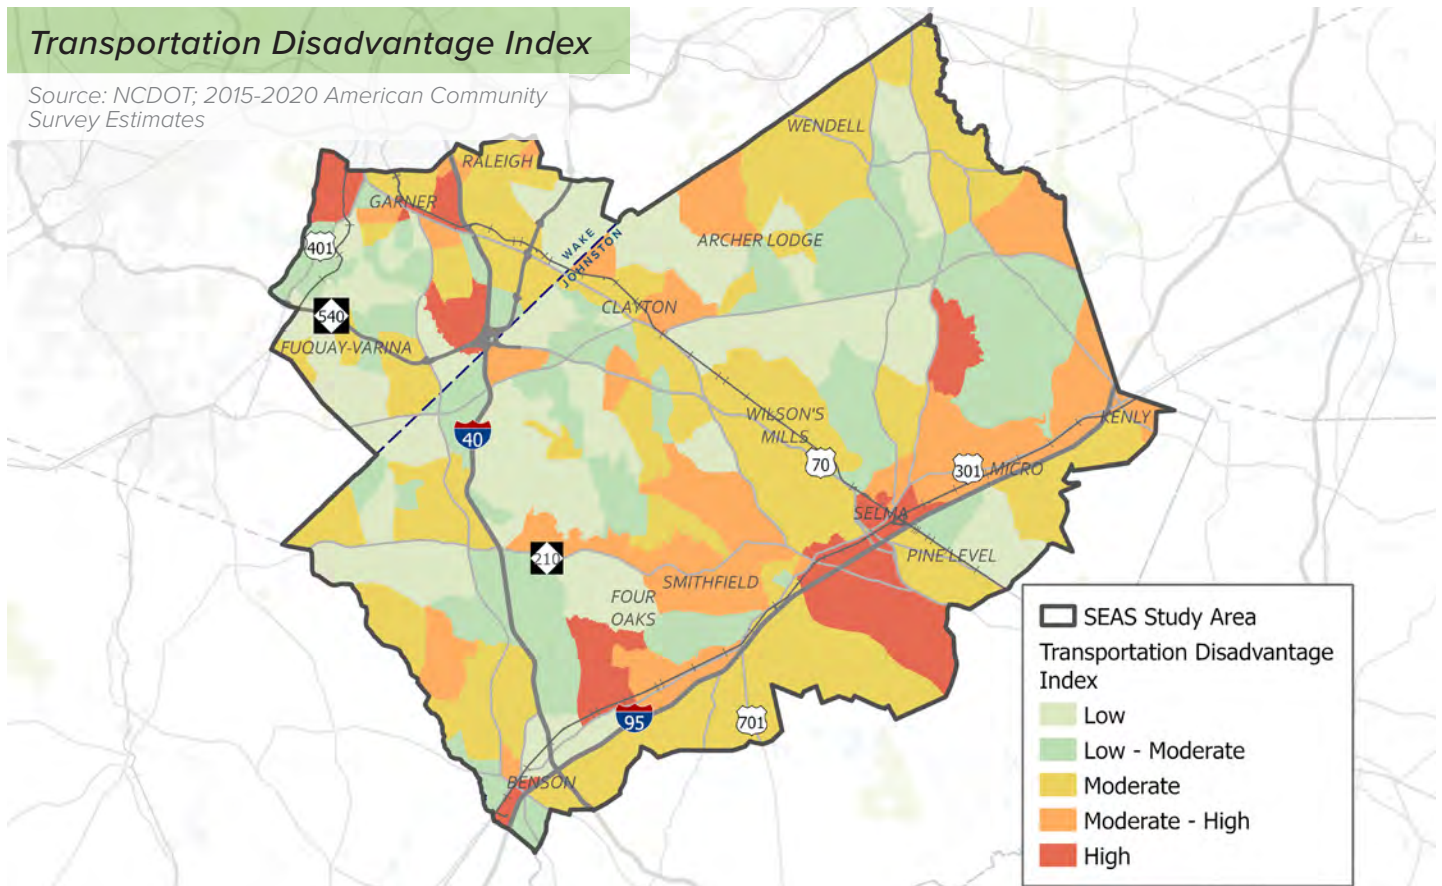 Transportation Disadvantage Index
Source: NCDOT; 2015-2020 American Community
Survey Estimates
WENDELL
RALEIGH
GARNER
401
WAKE
JOHNSTON
ARCHER LODGE
540
CLAYTON
FUQUAY-VARINA
WILSON'S
MILLS
KENLY
40
70
301
MICRO
SELMA
PINE LEVEL
210
SMITHFIELD
FOUR
OAKS
95
701
BENSON
SEAS Study Area
Transportation Disadvantage
Index
Low
Low - Moderate
Moderate
Moderate - High
High